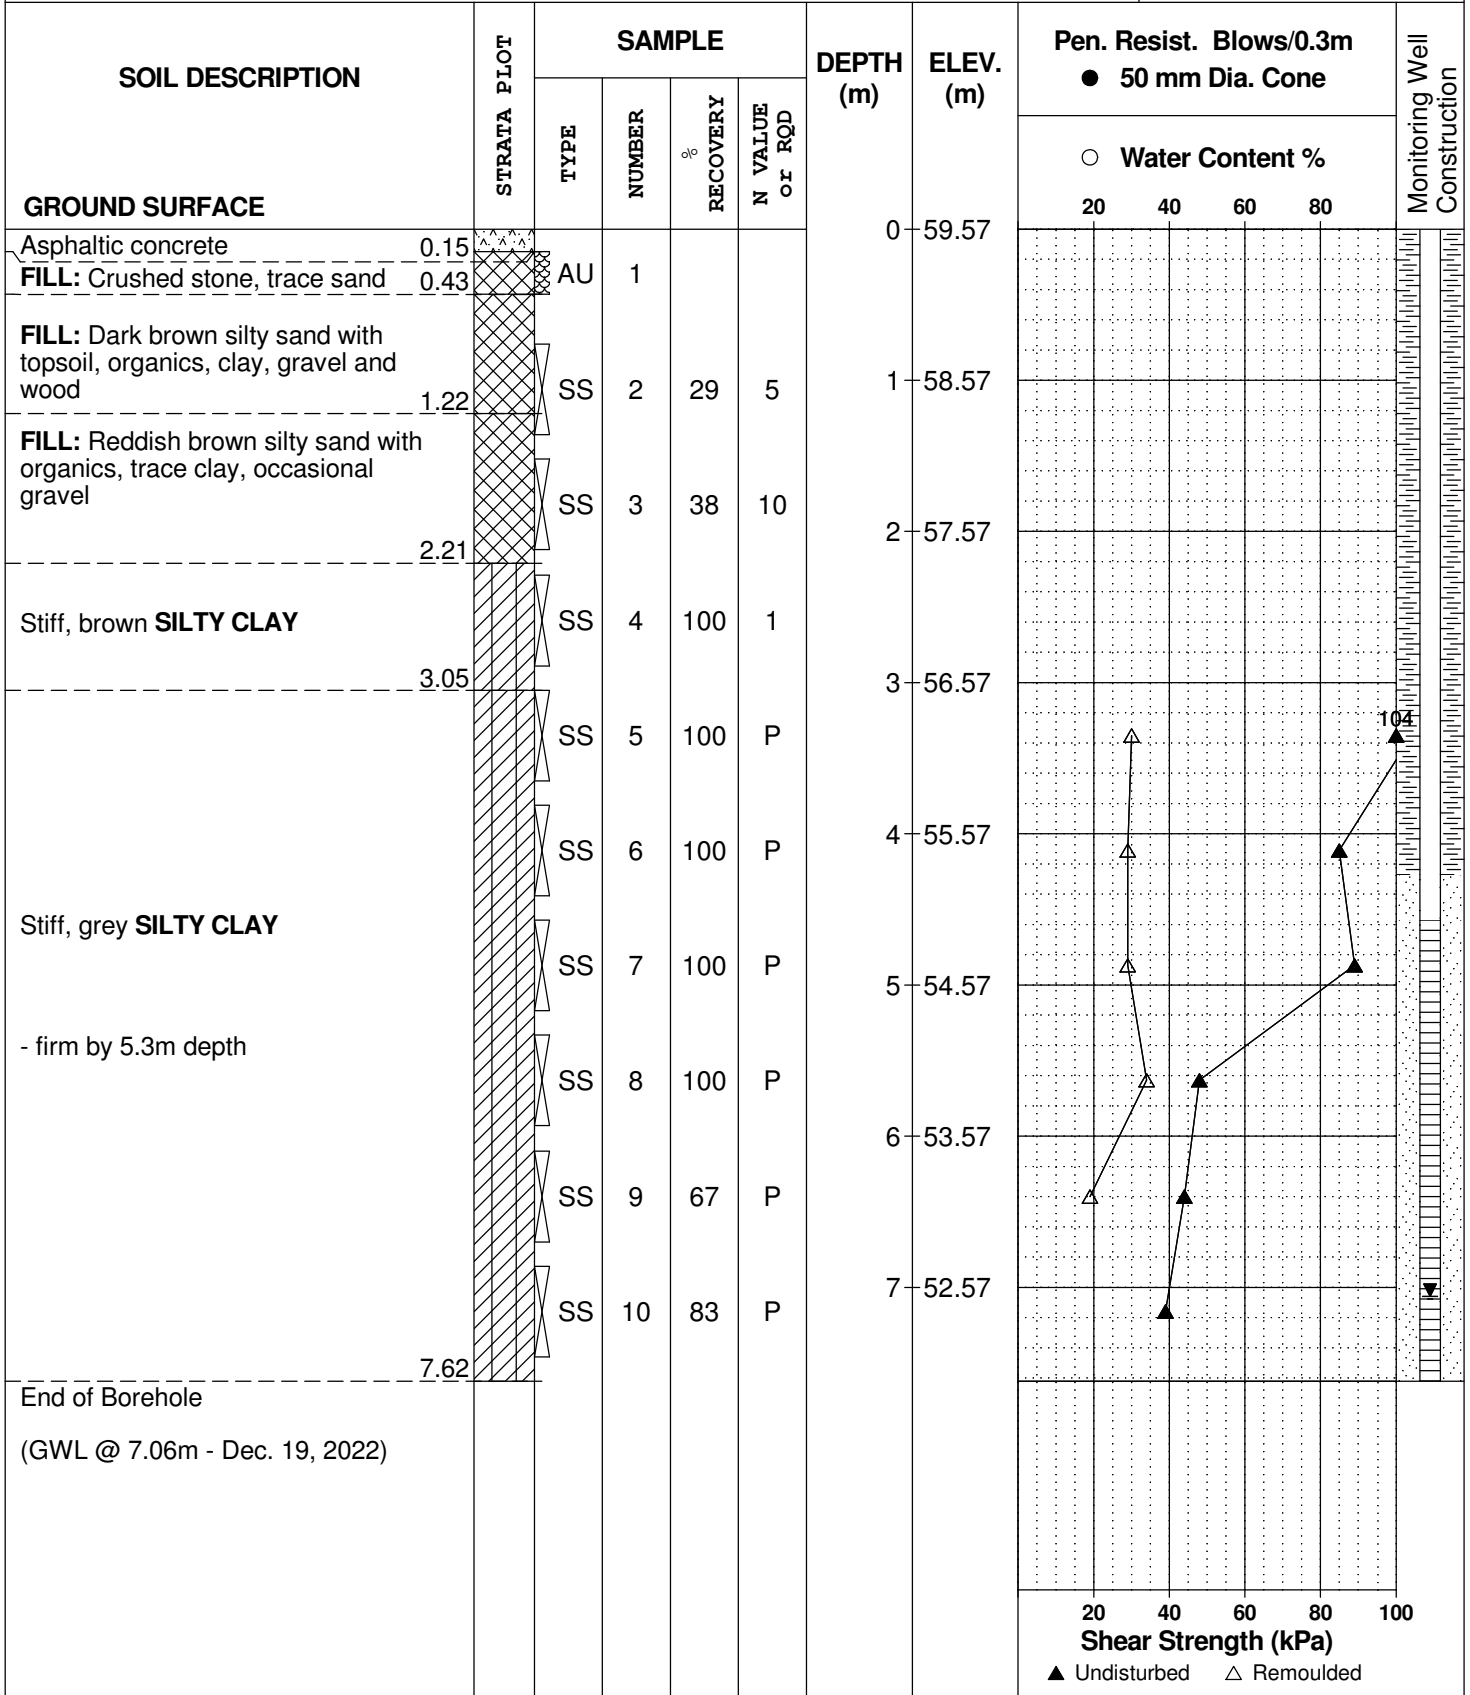 SOIL DESCRIPTION
GROUND SURFACE
STRATA PLOT
SAMPLE
TYPE
NUMBER
% RECOVERY
N VALUE or RQD
DEPTH (m)
ELEV. (m)
Pen. Resist. Blows/0.3m
● 50 mm Dia. Cone
○ Water Content %
20 40 60 80
Monitoring Well Construction
0 59.57
Asphaltic concrete 0.15
FILL: Crushed stone, trace sand 0.43
AU 1
FILL: Dark brown silty sand with
topsoil, organics, clay, gravel and
wood
1.22
SS 2 29 5
1 58.57
FILL: Reddish brown silty sand with
organics, trace clay, occasional
gravel
SS 3 38 10
2 57.57
2.21
Stiff, brown SILTY CLAY
SS 4 100 1
3.05
3 56.57
104
SS 5 100 P
4 55.57
SS 6 100 P
Stiff, grey SILTY CLAY
SS 7 100 P
5 54.57
- firm by 5.3m depth
SS 8 100 P
6 53.57
SS 9 67 P
7 52.57
SS 10 83 P
7.62
End of Borehole
(GWL @ 7.06m - Dec. 19, 2022)
20 40 60 80 100
Shear Strength (kPa)
▲ Undisturbed △ Remoulded